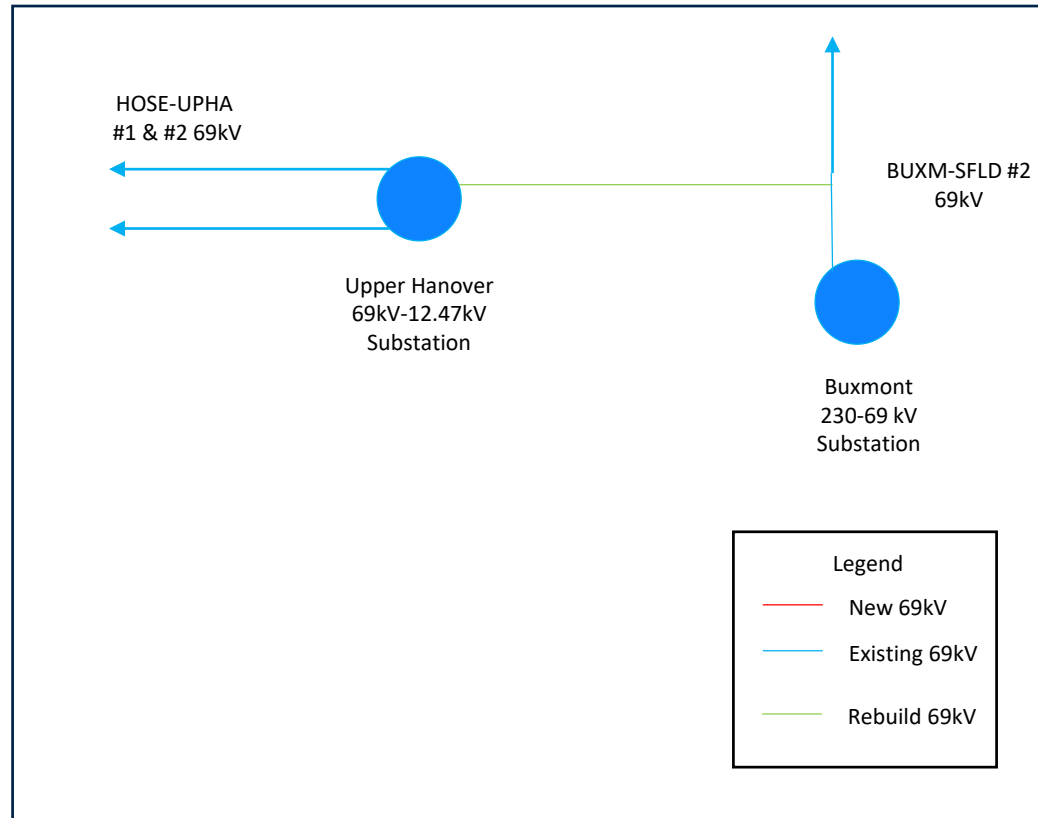 HOSE-UPHA
#1 & #2 69kV
BUXM-SFLD #2
69kV
Upper Hanover
69kV-12.47kV
Substation
Buxmont
230-69 kV
Substation
Legend
New 69kV
Existing 69kV
Rebuild 69kV